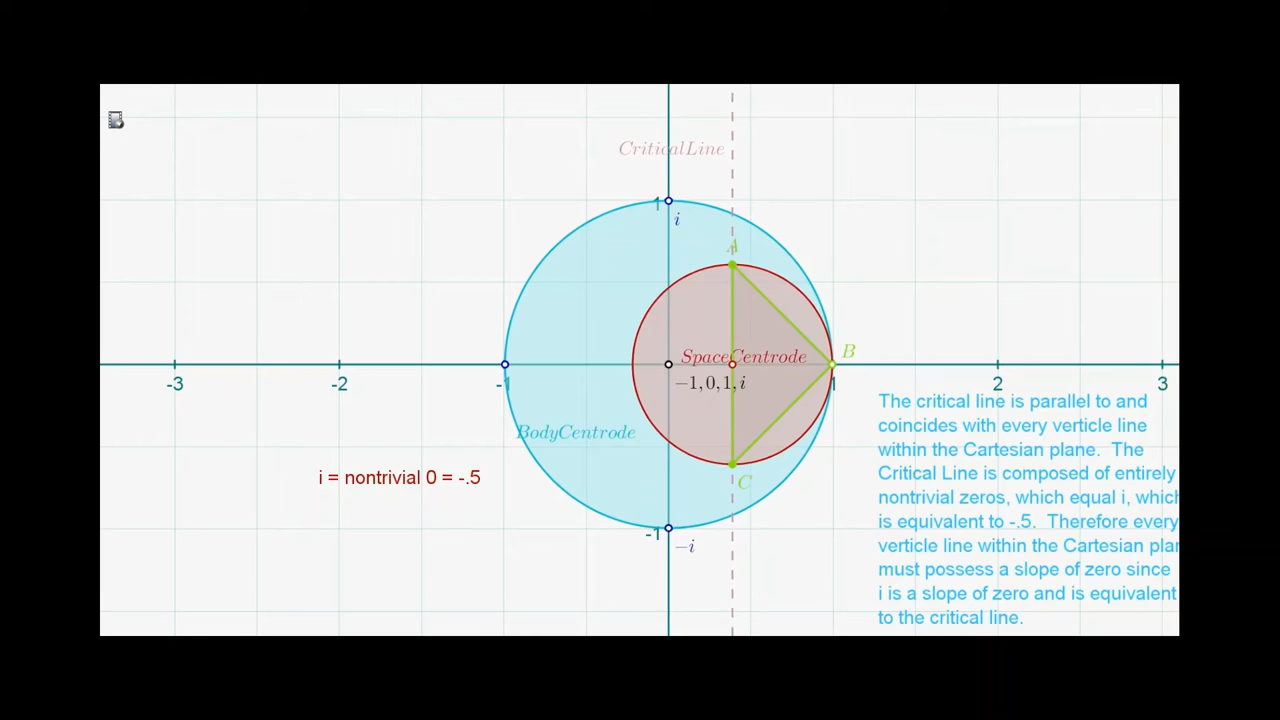 CriticalLine
1
i
A
SpaceCentrode
B
-3
-2
-1
−1,0,1,i
1
2
3
BodyCentrode
i = nontrivial 0 = -.5
C
-1
−i
The critical line is parallel to and
coincides with every verticle line
within the Cartesian plane. The
Critical Line is composed of entirely
nontrivial zeros, which equal i, which
is equivalent to -.5. Therefore every
verticle line within the Cartesian plan
must possess a slope of zero since
i is a slope of zero and is equivalent
to the critical line.